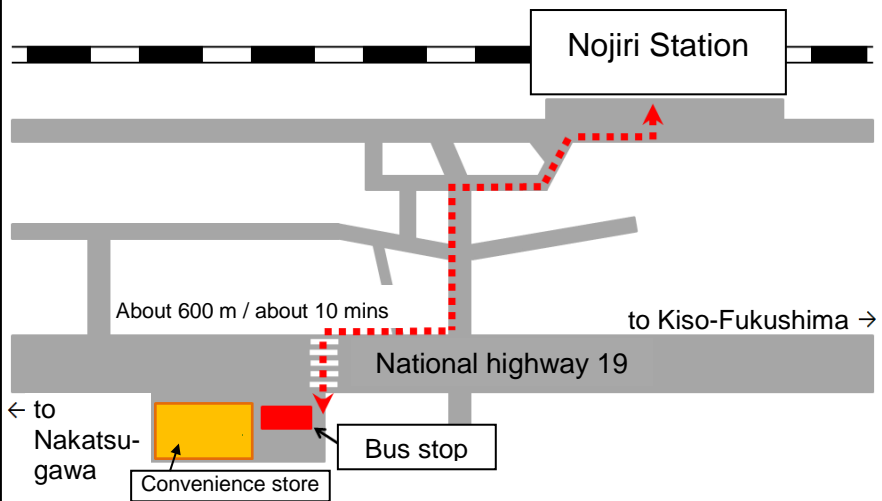 Nojiri Station
About 600 m / about 10 mins
to Kiso-Fukushima →
National highway 19
← to
Nakatsu-
gawa
Bus stop
Convenience store